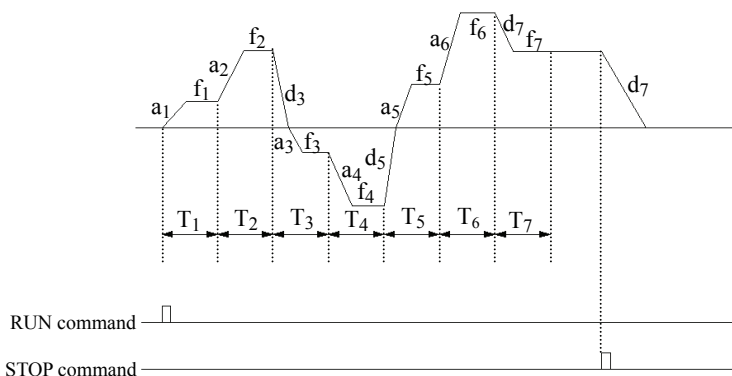 f₂
a₂
f₁
a₁
d₃
a₃
f₃
a₄
f₄
d₅
a₅
f₅
a₆
f₆
d₇
f₇
d₇
T₁ T₂ T₃ T₄ T₅ T₆ T₇
RUN command
STOP command